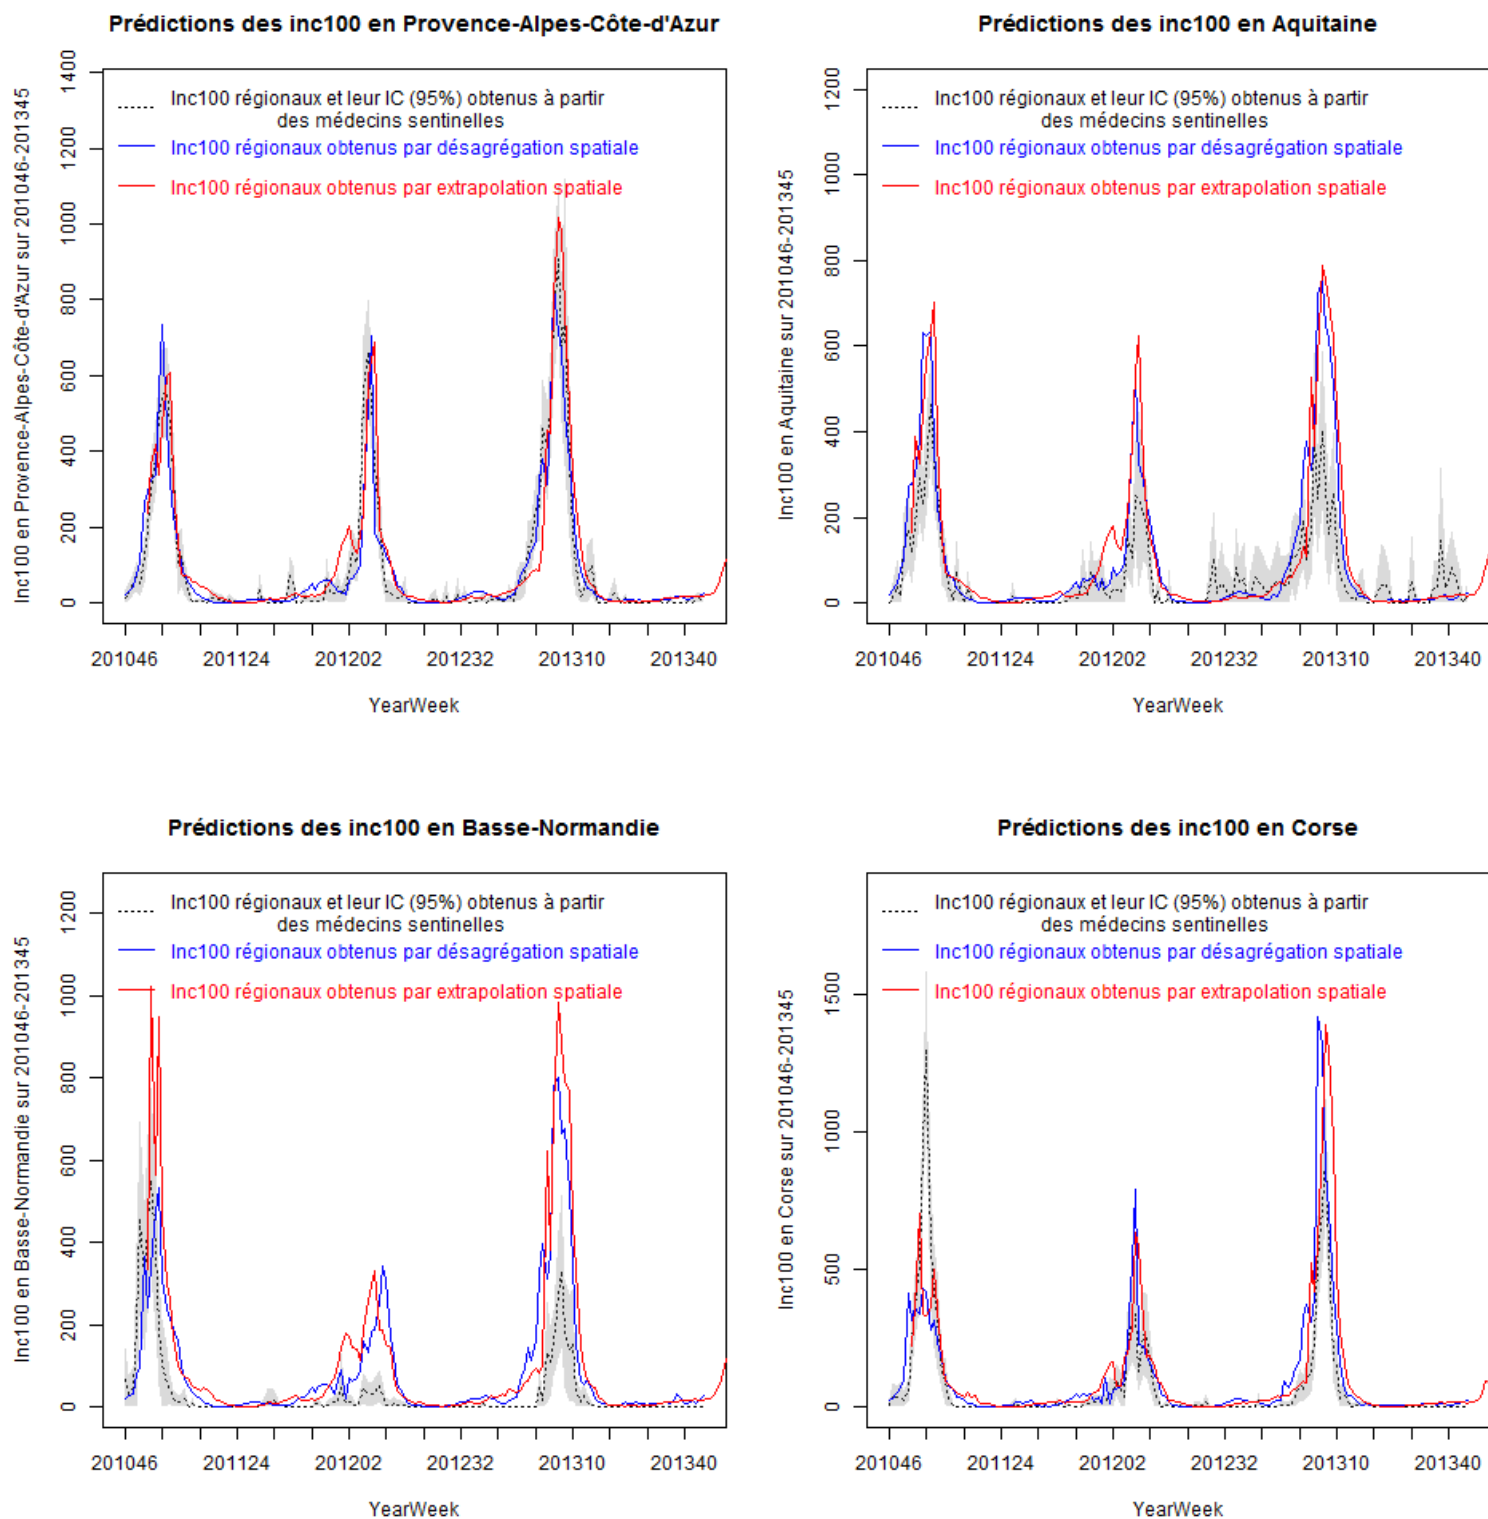 Prédictions des inc100 en Provence-Alpes-Côte-d'Azur
Inc100 en Provence-Alpes-Côte-d'Azur sur 201046-201345
0 200 400 600 800 1000 1200 1400
Inc100 régionaux et leur IC (95%) obtenus à partir
des médecins sentinelles
Inc100 régionaux obtenus par désagrégation spatiale
Inc100 régionaux obtenus par extrapolation spatiale
201046 201124 201202 201232 201310 201340
YearWeek
Prédictions des inc100 en Aquitaine
Inc100 en Aquitaine sur 201046-201345
0 200 400 600 800 1000 1200
Inc100 régionaux et leur IC (95%) obtenus à partir
des médecins sentinelles
Inc100 régionaux obtenus par désagrégation spatiale
Inc100 régionaux obtenus par extrapolation spatiale
201046 201124 201202 201232 201310 201340
YearWeek
Prédictions des inc100 en Basse-Normandie
Inc100 en Basse-Normandie sur 201046-201345
0 200 400 600 800 1000 1200
Inc100 régionaux et leur IC (95%) obtenus à partir
des médecins sentinelles
Inc100 régionaux obtenus par désagrégation spatiale
Inc100 régionaux obtenus par extrapolation spatiale
201046 201124 201202 201232 201310 201340
YearWeek
Prédictions des inc100 en Corse
Inc100 en Corse sur 201046-201345
0 500 1000 1500
Inc100 régionaux et leur IC (95%) obtenus à partir
des médecins sentinelles
Inc100 régionaux obtenus par désagrégation spatiale
Inc100 régionaux obtenus par extrapolation spatiale
201046 201124 201202 201232 201310 201340
YearWeek